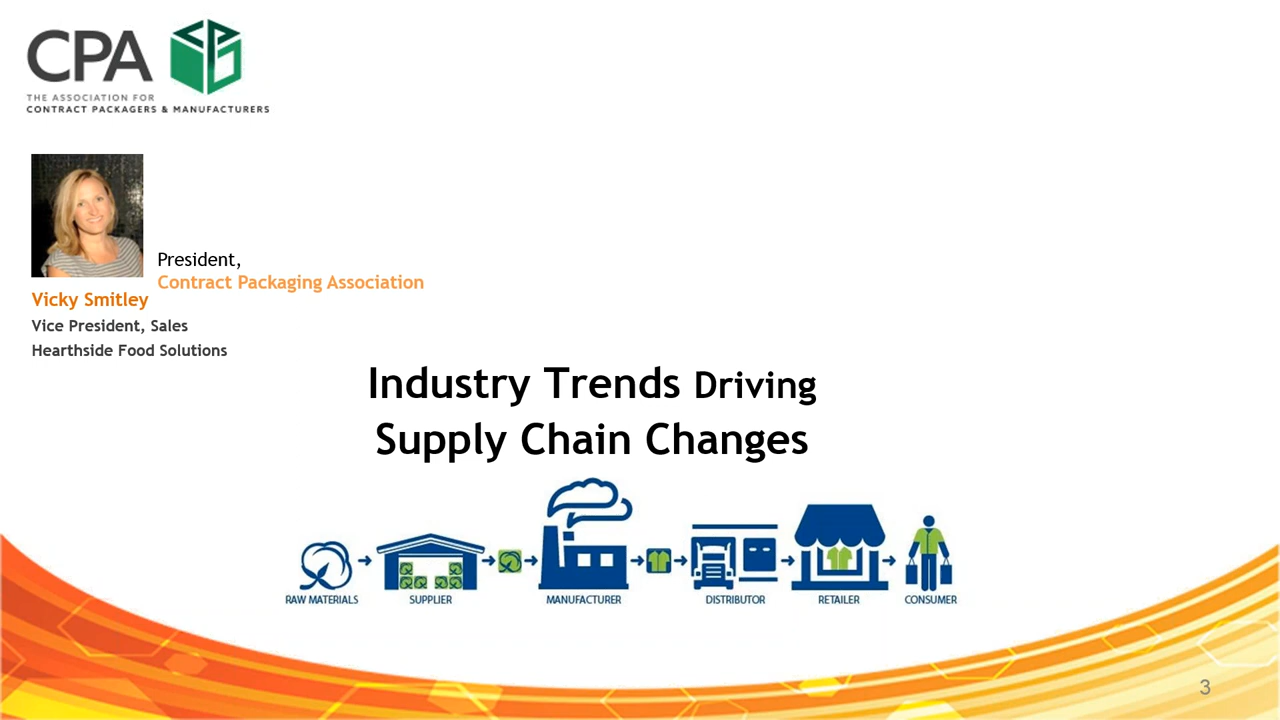 CPA
THE ASSOCIATION FOR
CONTRACT PACKAGERS & MANUFACTURERS
President,
Contract Packaging Association
Vicky Smitley
Vice President, Sales
Hearthside Food Solutions
Industry Trends Driving
Supply Chain Changes
RAW MATERIALS SUPPLIER MANUFACTURER DISTRIBUTOR RETAILER CONSUMER
3